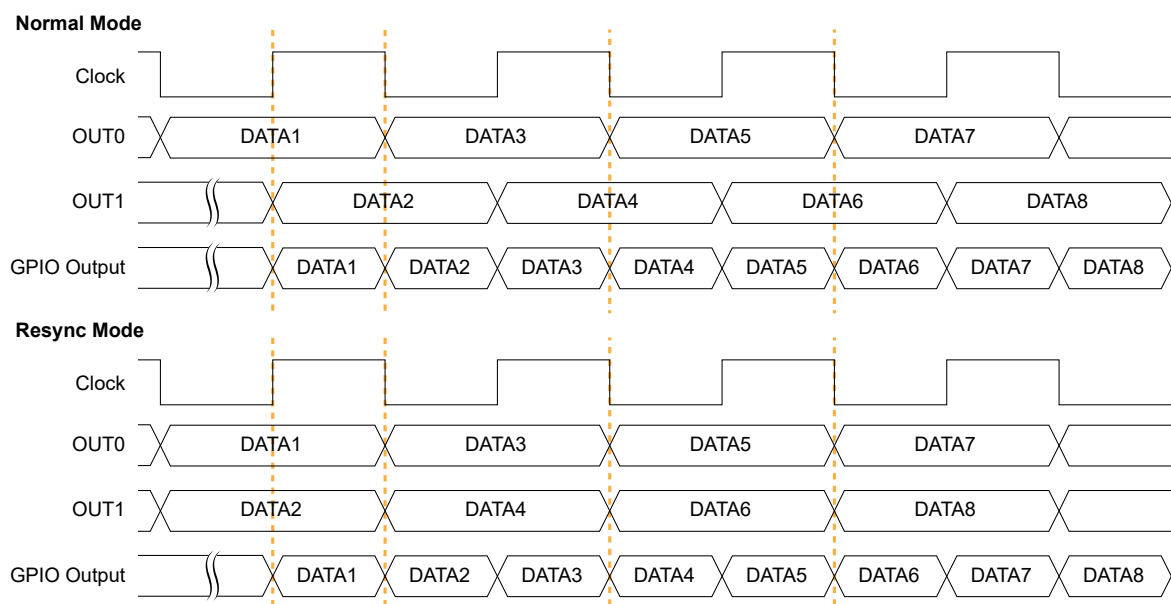 Normal Mode
Clock
OUT0 DATA1 DATA3 DATA5 DATA7
OUT1 DATA2 DATA4 DATA6 DATA8
GPIO Output DATA1 DATA2 DATA3 DATA4 DATA5 DATA6 DATA7 DATA8
Resync Mode
Clock
OUT0 DATA1 DATA3 DATA5 DATA7
OUT1 DATA2 DATA4 DATA6 DATA8
GPIO Output DATA1 DATA2 DATA3 DATA4 DATA5 DATA6 DATA7 DATA8